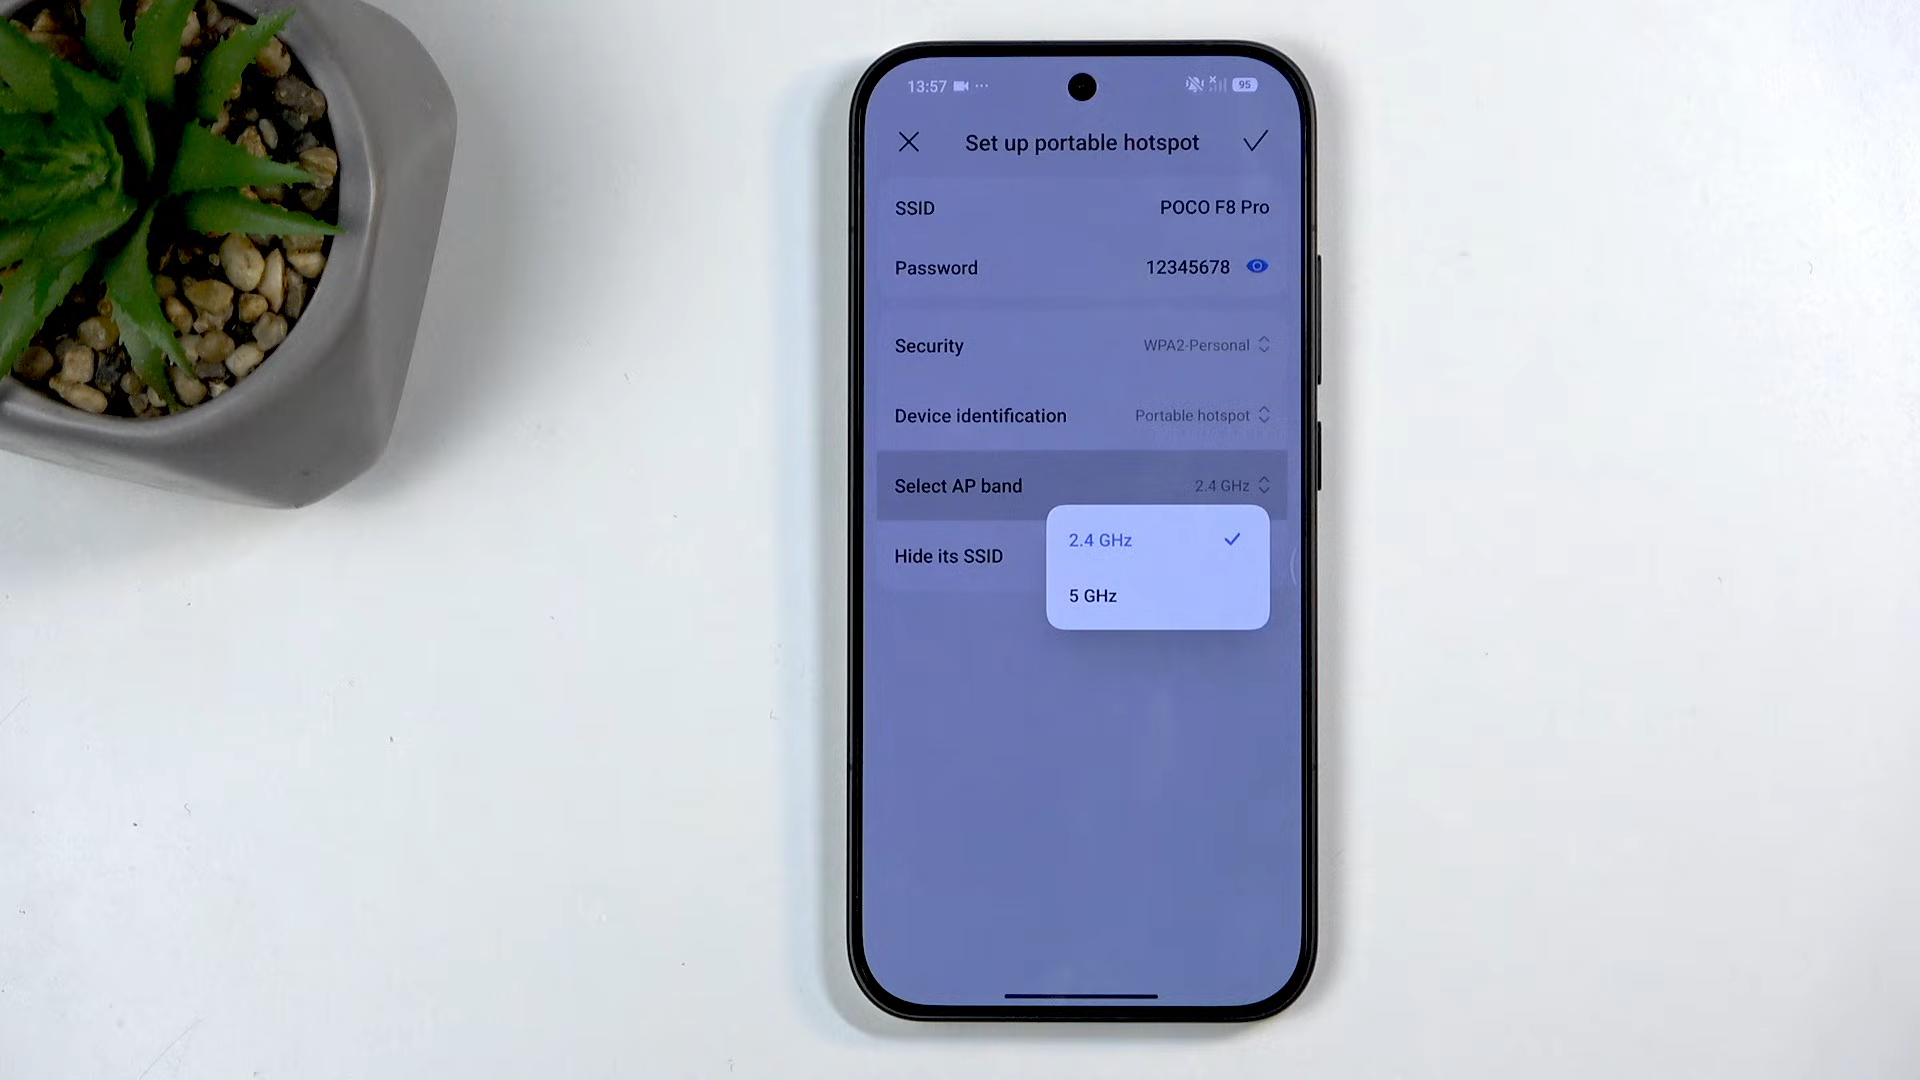 13:57 ... 95
Set up portable hotspot
SSID POCO F8 Pro
Password 12345678
Security WPA2-Personal
Device identification Portable hotspot
Select AP band 2.4 GHz
2.4 GHz
Hide its SSID
5 GHz